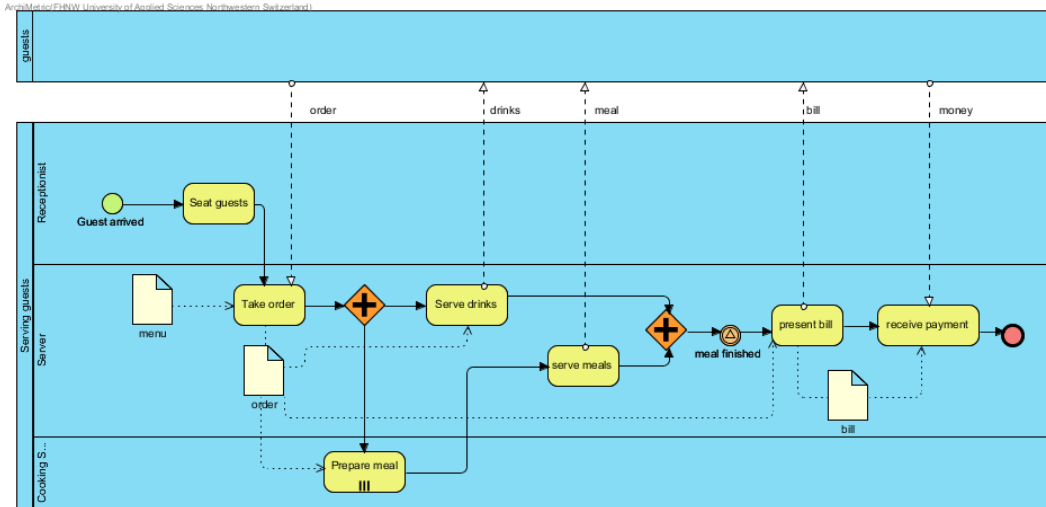 ArchiMetric(FHNW University of Applied Sciences Northwestern Switzerland)
guests
order
drinks
meal
bill
money
Serving guests
Receptionist
Guest arrived
Seat guests
Server
menu
Take order
order
Serve drinks
serve meals
meal finished
present bill
receive payment
bill
Cooking S...
Prepare meal